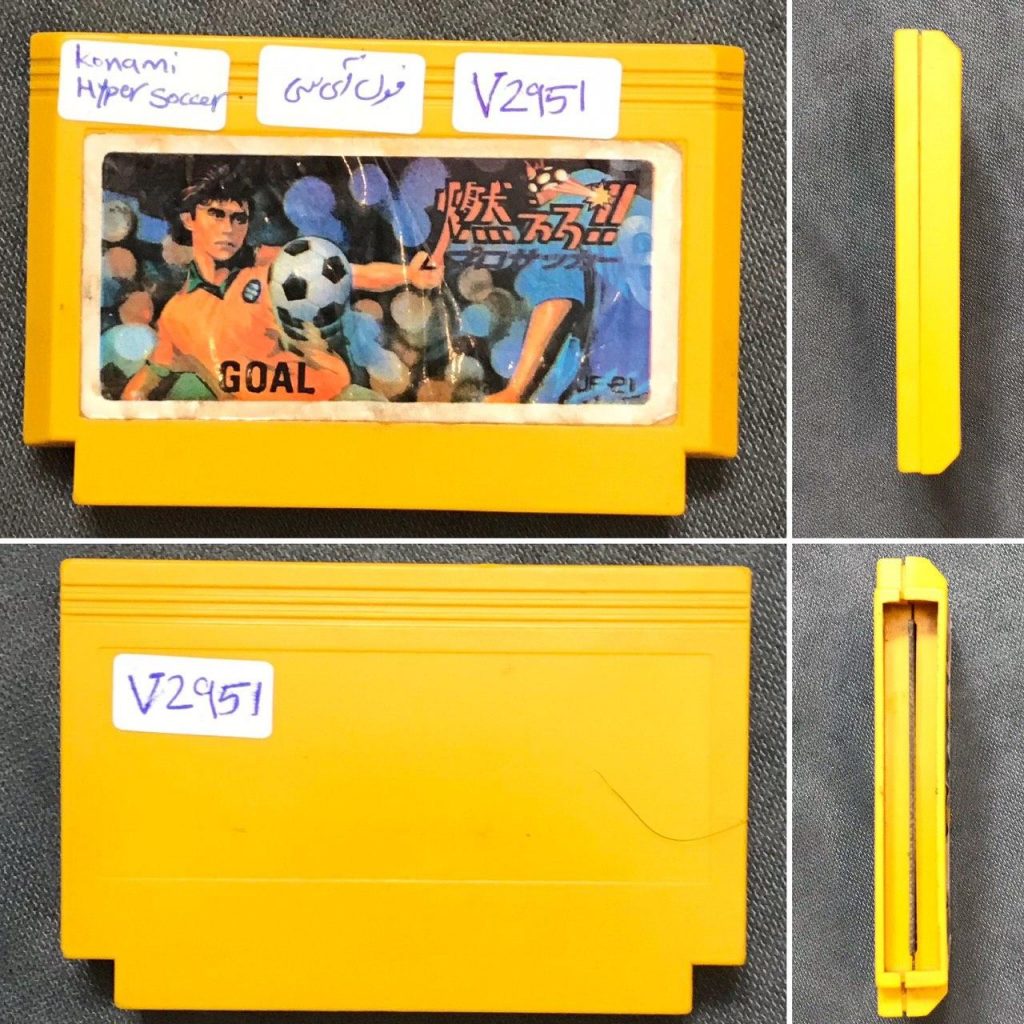 Konami
Hyper Soccer
فول آی سی
V2951
燃えろ!!
プロサッカー
GOAL
JF-21
V2951